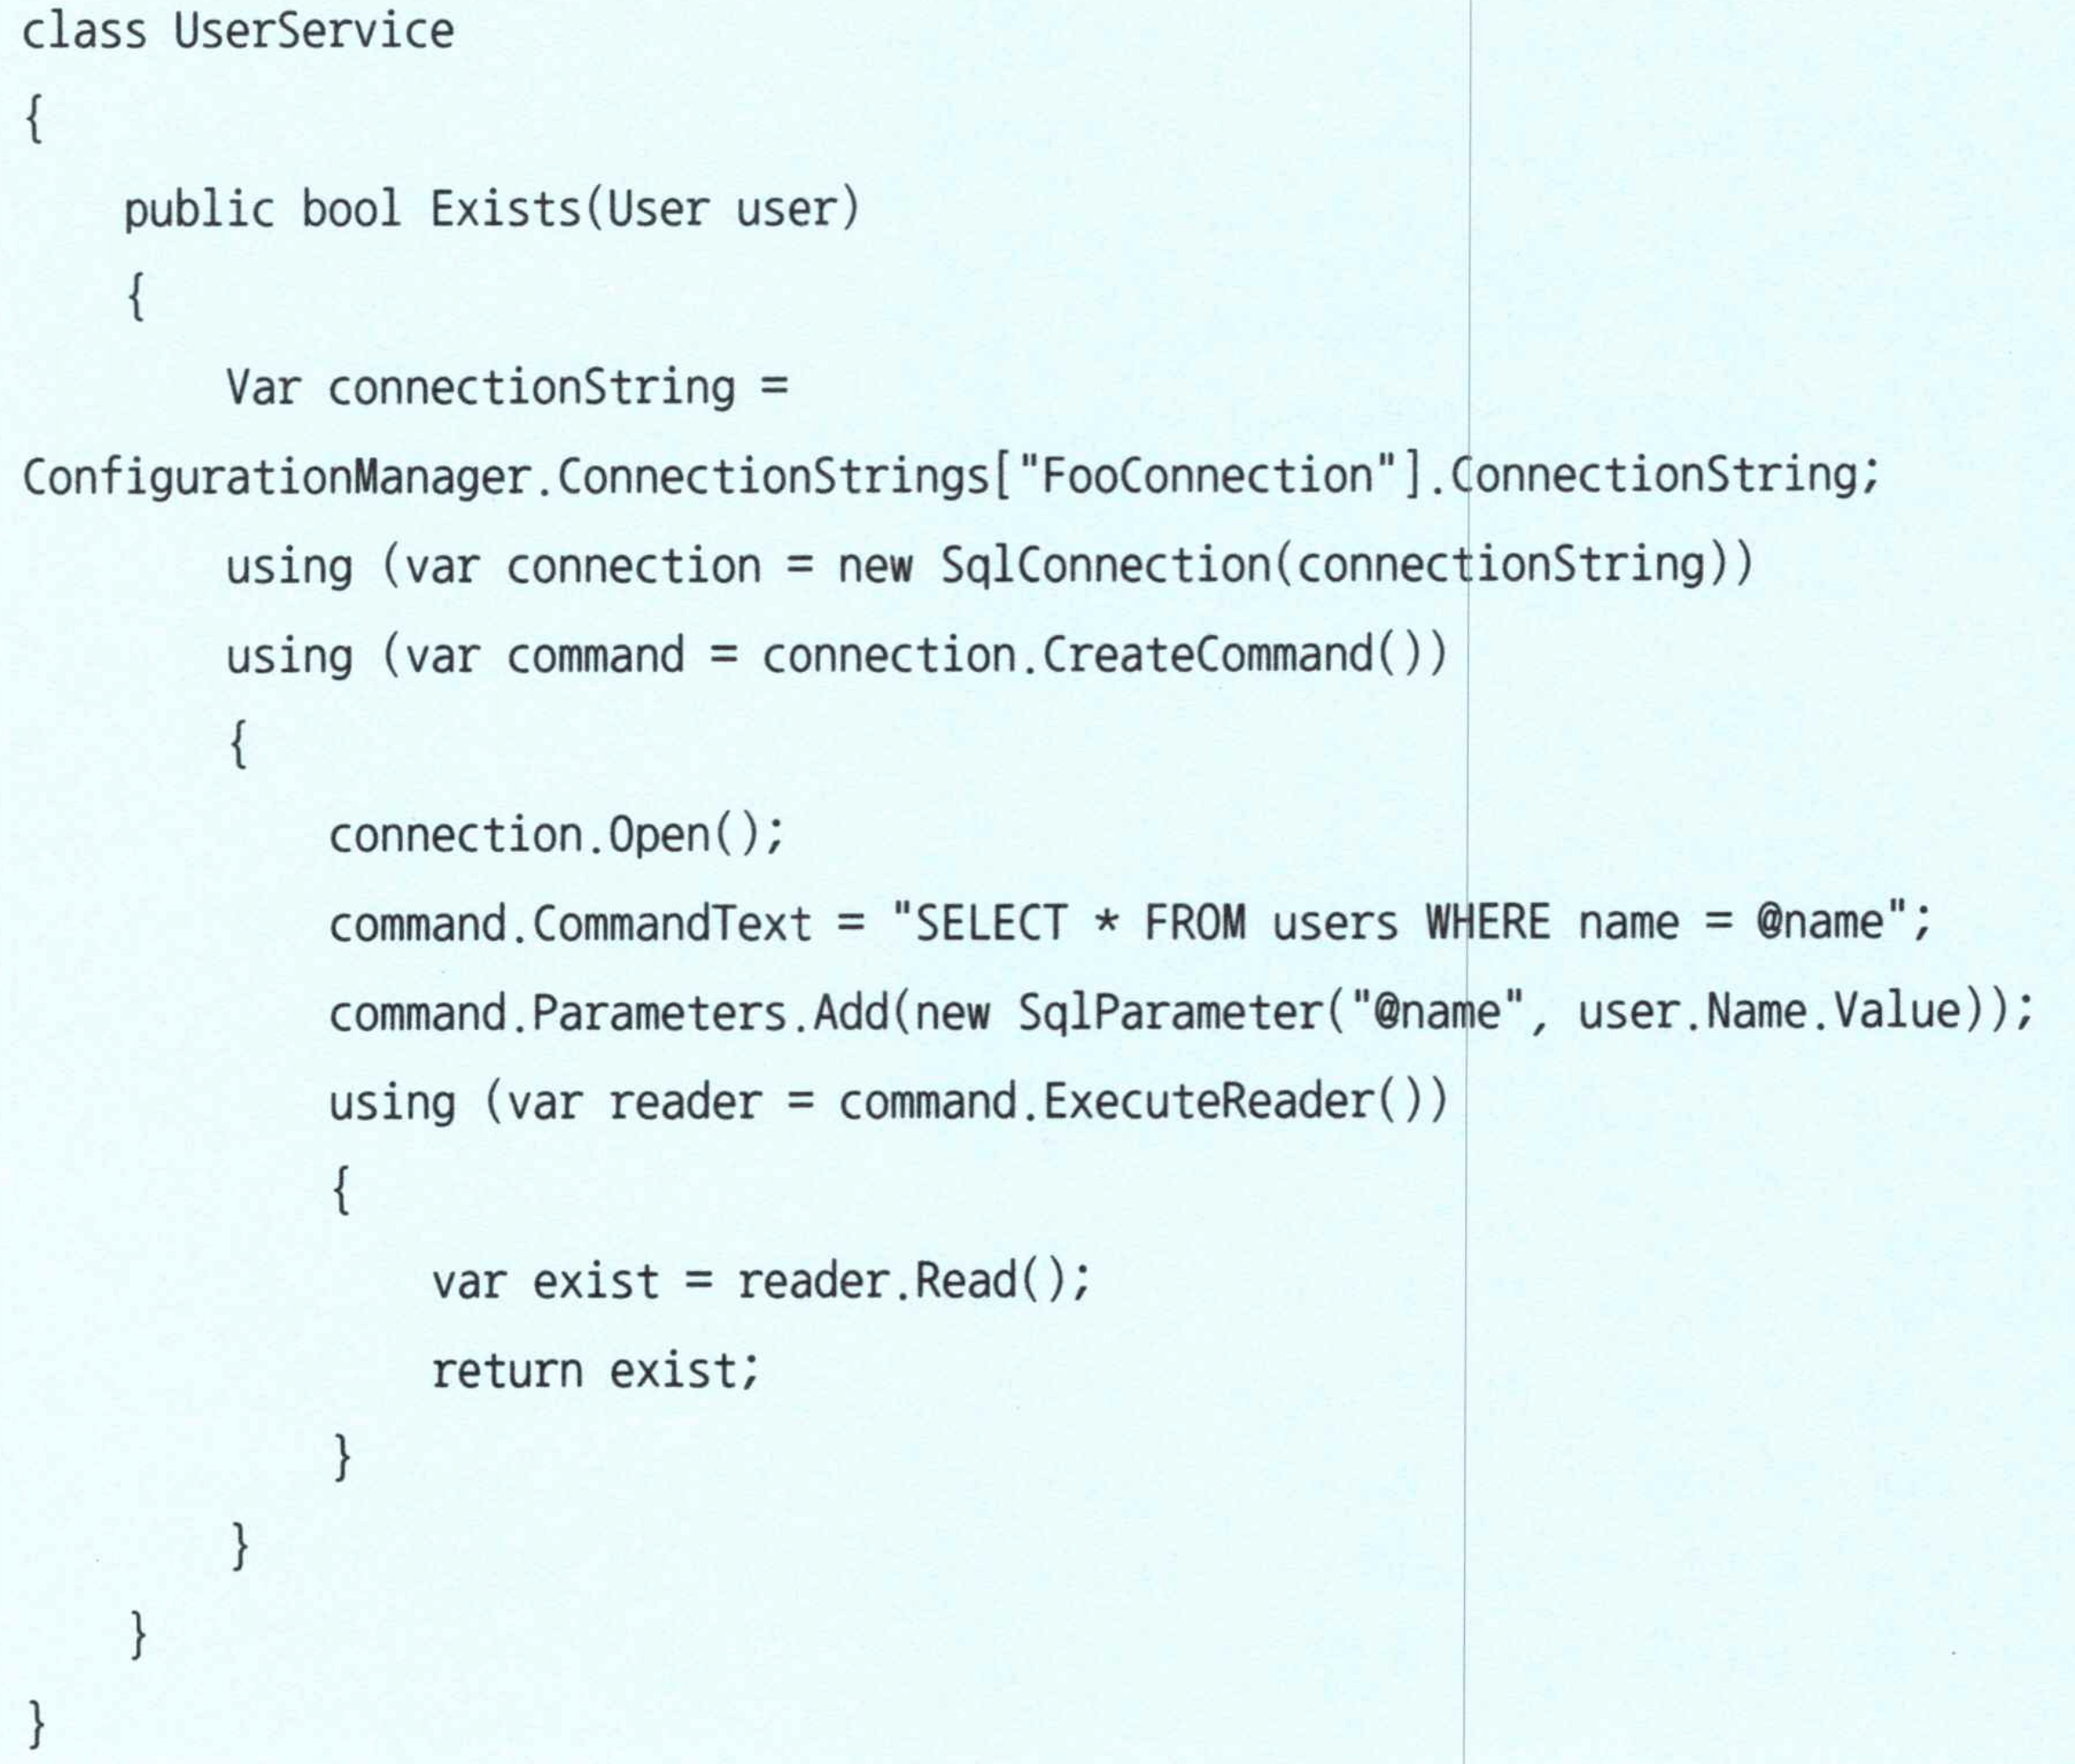 class UserService
{
    public bool Exists(User user)
    {
        Var connectionString =
ConfigurationManager.ConnectionStrings["FooConnection"].ConnectionString;
        using (var connection = new SqlConnection(connectionString))
        using (var command = connection.CreateCommand())
        {
            connection.Open();
            command.CommandText = "SELECT * FROM users WHERE name = @name";
            command.Parameters.Add(new SqlParameter("@name", user.Name.Value));
            using (var reader = command.ExecuteReader())
            {
                var exist = reader.Read();
                return exist;
            }
        }
    }
}